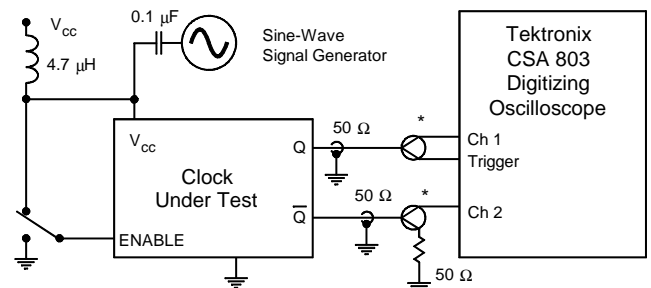 Vcc
4.7 μH
0.1 μF
Sine-Wave
Signal Generator
Tektronix
CSA 803
Digitizing
Oscilloscope
Ch 1
Trigger
Ch 2
Vcc
Clock
Under Test
ENABLE
Q
Q̅
50 Ω
*
50 Ω
*
50 Ω